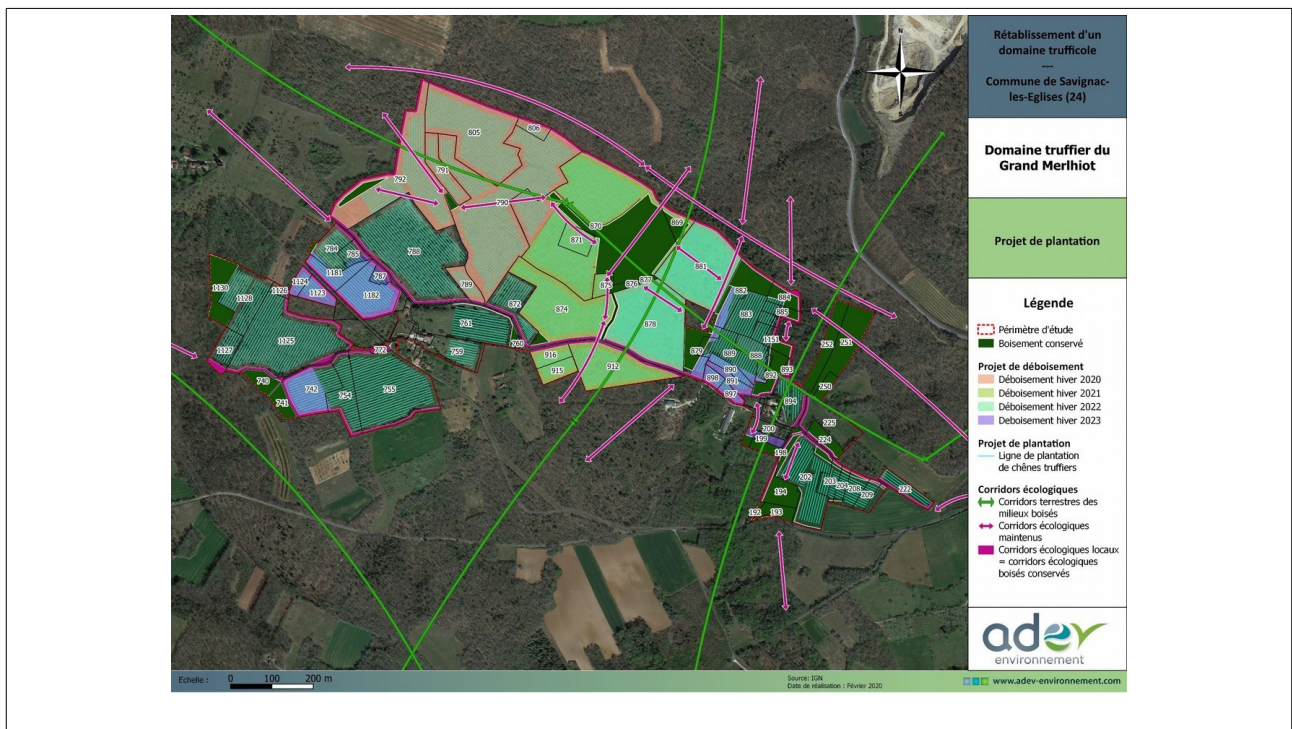 Rétablissement d'un
domaine trufficole
---
Commune de Savignac-
les-Eglises (24)
Domaine truffier du
Grand Merlhiot
Projet de plantation
Légende
Périmètre d'étude
Boisement conservé
Projet de déboisement
Déboisement hiver 2020
Déboisement hiver 2021
Déboisement hiver 2022
Deboisement hiver 2023
Projet de plantation
Ligne de plantation
de chênes truffiers
Corridors écologiques
Corridors terrestres des
milieux boisés
Corridors écologiques
maintenus
Corridors écologiques locaux
= corridors écologiques
boisés conservés
adev
environnement
N
S
805
806
791
792
790
870
869
871
788
784
785
787
1181
1124
1126
1123
1182
1130
1128
1125
1127
772
740
741
742
754
755
789
872
761
759
760
874
875
876
877
878
881
916
915
912
882
883
884
885
1151
879
889
888
890
891
892
893
898
897
894
252
251
250
200
199
198
225
224
202
203
204
208
209
222
194
192
193
Echelle :
0 100 200 m
Source: IGN
Date de réalisation : Février 2020
www.adev-environnement.com